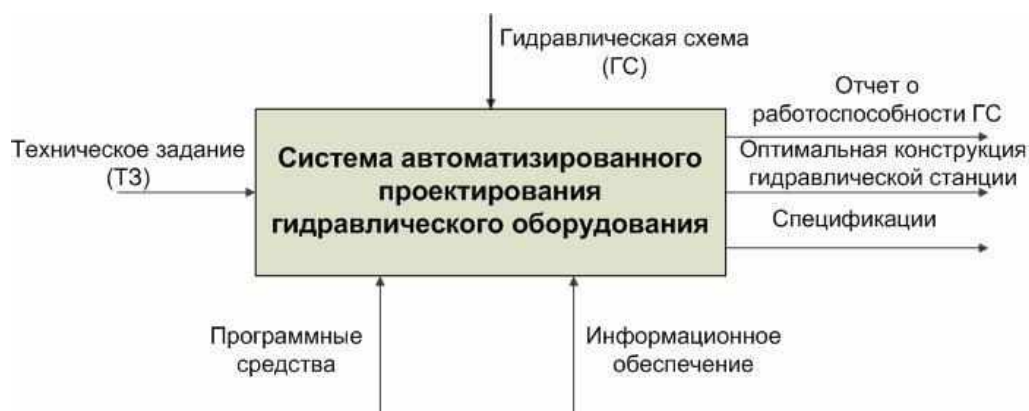 Гидравлическая схема
(ГС)
Отчет о
работоспособности ГС
Техническое задание
(ТЗ)
Система автоматизированного
проектирования
гидравлического оборудования
Оптимальная конструкция
гидравлической станции
Спецификации
Программные
средства
Информационное
обеспечение